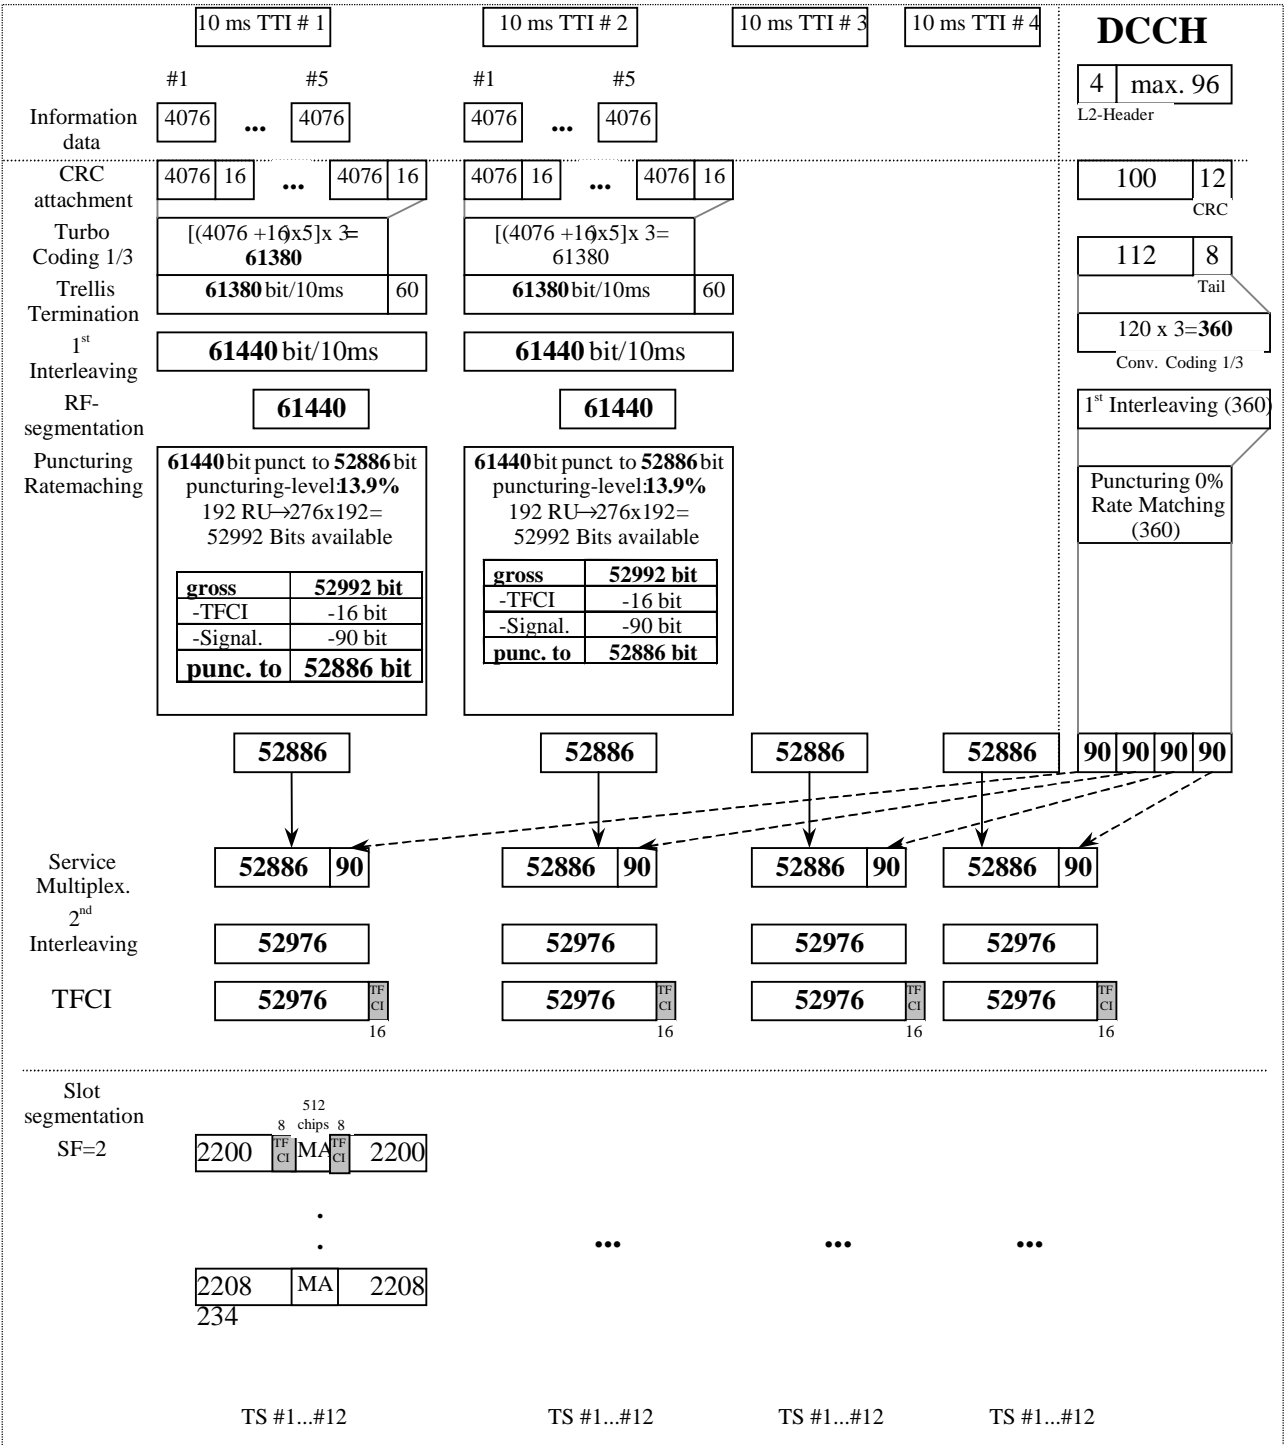 10 ms TTI # 1
10 ms TTI # 2
10 ms TTI # 3
10 ms TTI # 4
DCCH
#1 #5
#1 #5
4 max. 96
L2-Header
Information
data
4076 ... 4076
4076 ... 4076
CRC
attachment
4076 16 ... 4076 16
4076 16 ... 4076 16
100 12
CRC
Turbo
Coding 1/3
[(4076 +16)x5]x 3=
61380
[(4076 +16)x5]x 3=
61380
112 8
Tail
Trellis
Termination
61380 bit/10ms 60
61380 bit/10ms 60
120 x 3=360
Conv. Coding 1/3
1st
Interleaving
61440 bit/10ms
61440 bit/10ms
1st Interleaving (360)
RF-
segmentation
61440
61440
Puncturing
Ratemaching
61440 bit punct. to 52886 bit
puncturing-level:13.9%
192 RU→276x192=
52992 Bits available
gross 52992 bit
-TFCI -16 bit
-Signal. -90 bit
punc. to 52886 bit
61440 bit punct. to 52886 bit
puncturing-level:13.9%
192 RU→276x192=
52992 Bits available
gross 52992 bit
-TFCI -16 bit
-Signal. -90 bit
punc. to 52886 bit
Puncturing 0%
Rate Matching
(360)
52886 52886 52886 52886 90 90 90 90
Service
Multiplex.
52886 90 52886 90 52886 90 52886 90
2nd
Interleaving
52976 52976 52976 52976
TFCI
52976 TF CI 52976 TF CI 52976 TF CI 52976 TF CI
16 16 16 16
Slot
segmentation
SF=2
512
8 chips 8
2200 TF CI MA TF CI 2200
.
.
... ... ...
2208 MA 2208
234
TS #1...#12 TS #1...#12 TS #1...#12 TS #1...#12